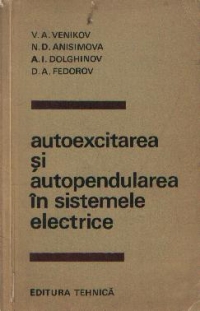 V. A. VENIKOV
N. D. ANISIMOVA
A. I. DOLGHINOV
D. A. FEDOROV
autoexcitarea
și
autopendularea
în sistemele
electrice
EDITURA TEHNICĂ